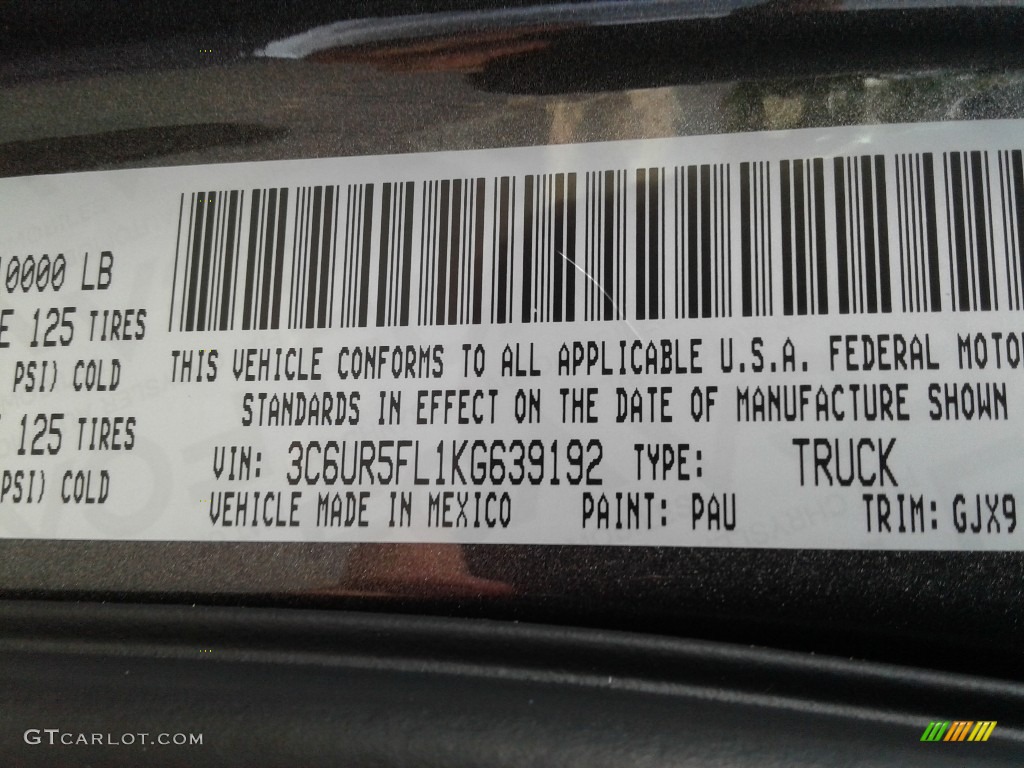 10000 LB
E 125 TIRES
PSI) COLD
125 TIRES
PSI) COLD
THIS VEHICLE CONFORMS TO ALL APPLICABLE U.S.A. FEDERAL MOTO
STANDARDS IN EFFECT ON THE DATE OF MANUFACTURE SHOWN
VIN: 3C6UR5FL1KG639192 TYPE: TRUCK
VEHICLE MADE IN MEXICO PAINT: PAU TRIM: GJX9
GTCARLOT.COM